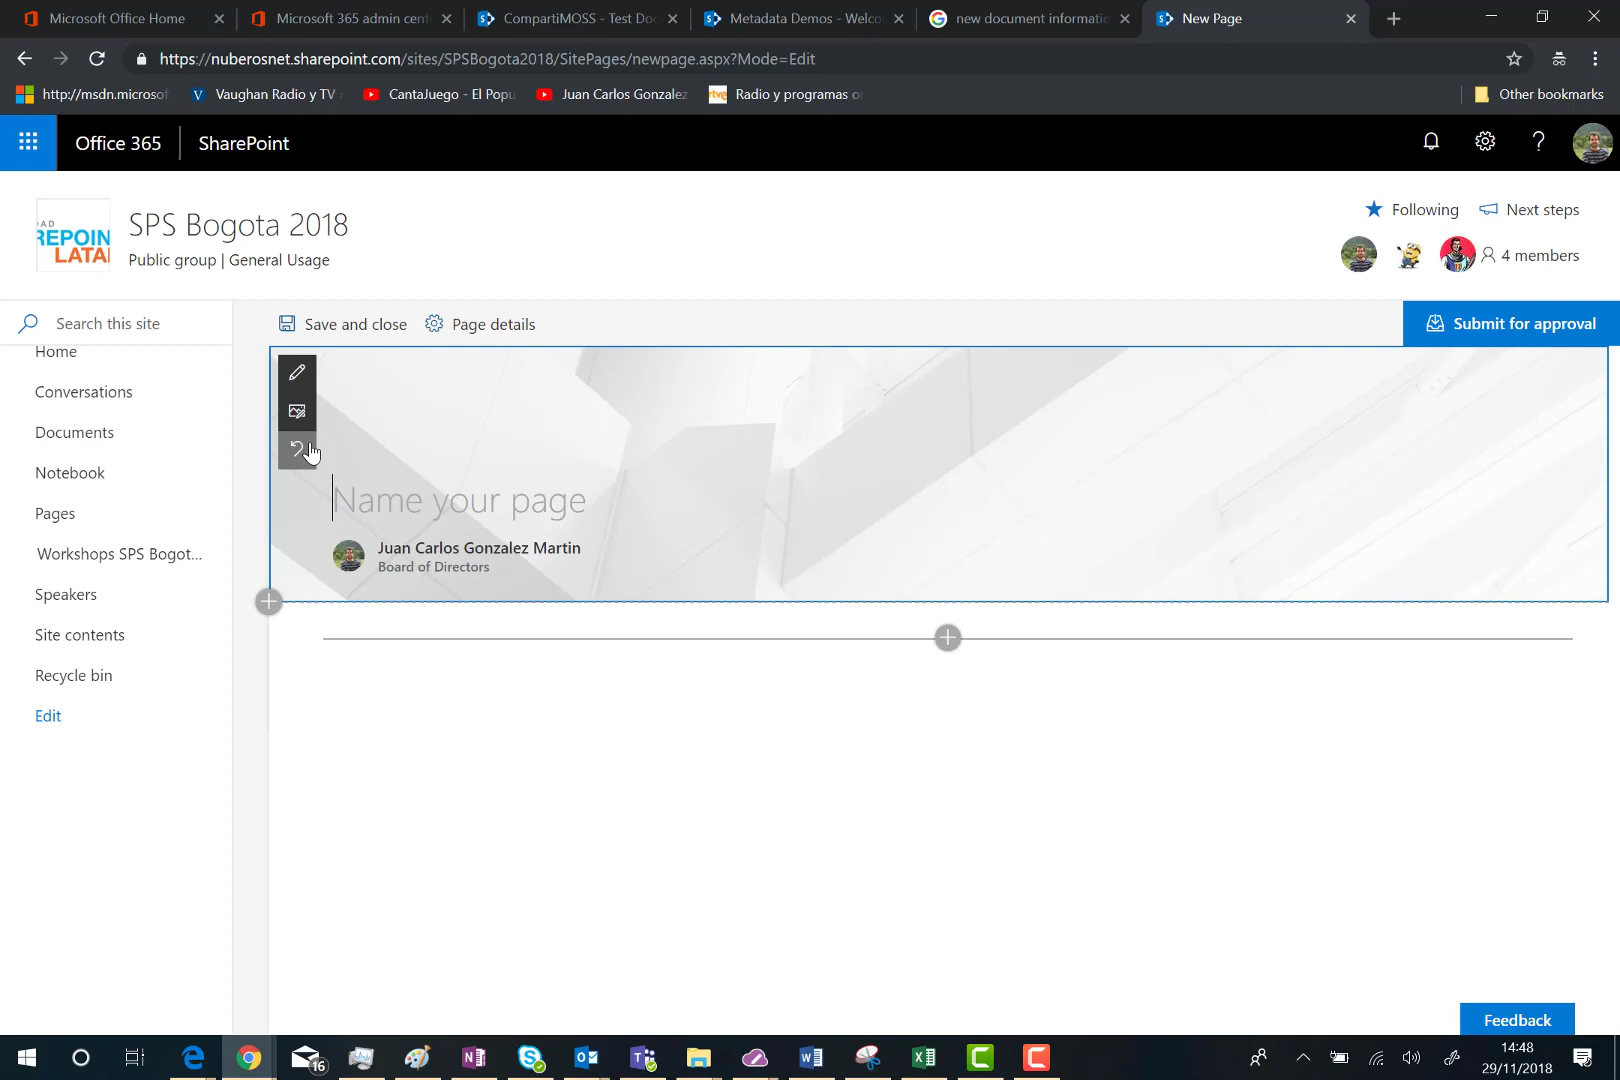 Microsoft Office Home
Microsoft 365 admin cent
CompartiMOSS - Test Doc
Metadata Demos - Welco
new document informatio
New Page
https://nuberosnet.sharepoint.com/sites/SPSBogota2018/SitePages/newpage.aspx?Mode=Edit
http://msdn.microsof
Vaughan Radio y TV
CantaJuego - El Popu
Juan Carlos Gonzalez
rtve
Radio y programas o
Other bookmarks
Office 365
SharePoint
AD
REPOIN
LATA
SPS Bogota 2018
Public group | General Usage
Following
Next steps
4 members
Search this site
Save and close
Page details
Submit for approval
Home
Conversations
Documents
Notebook
Pages
Workshops SPS Bogot...
Speakers
Site contents
Recycle bin
Edit
Name your page
Juan Carlos Gonzalez Martin
Board of Directors
Feedback
16
14:48
29/11/2018